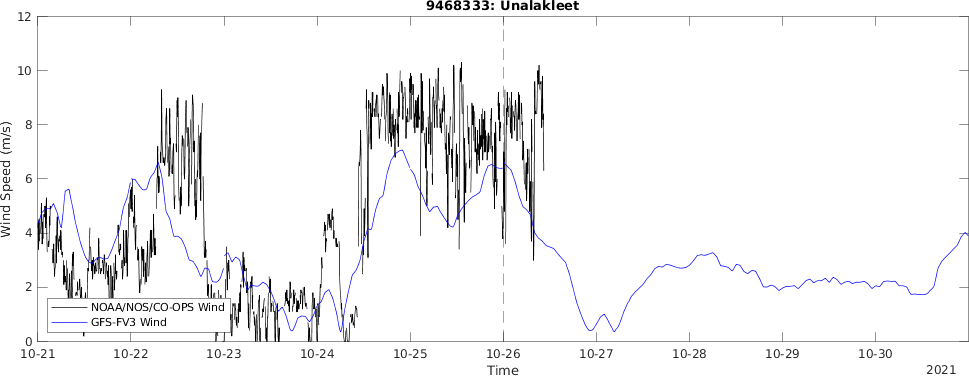 9468333: Unalakleet
Wind Speed (m/s)
12
10
8
6
4
2
0
NOAA/NOS/CO-OPS Wind
GFS-FV3 Wind
10-21 10-22 10-23 10-24 10-25 10-26 10-27 10-28 10-29 10-30
Time
2021